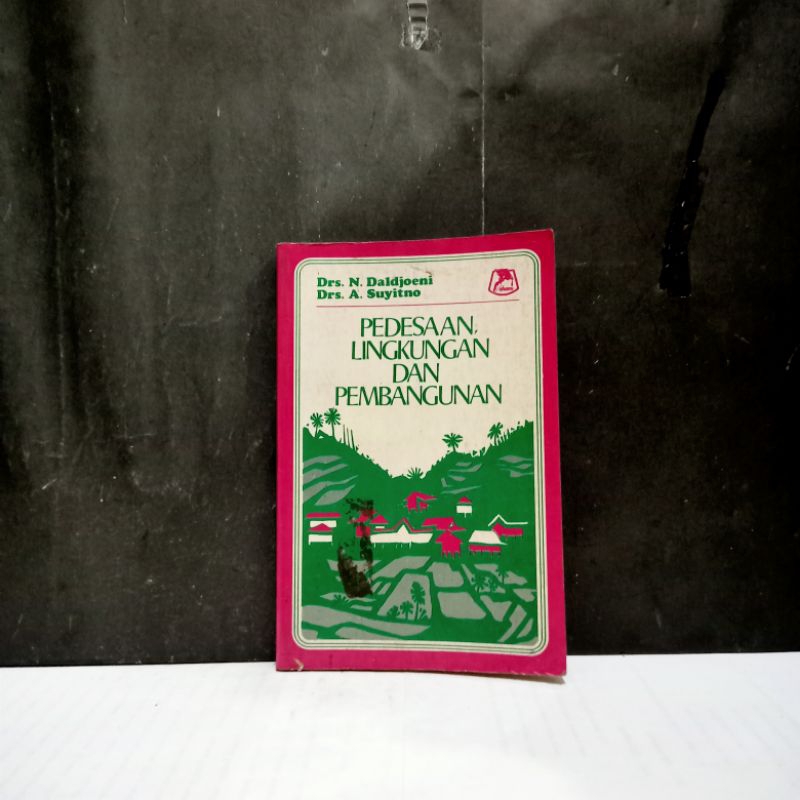 Drs. N. Daldjoeni
Drs. A. Suyitno
PEDESAAN,
LINGKUNGAN
DAN
PEMBANGUNAN